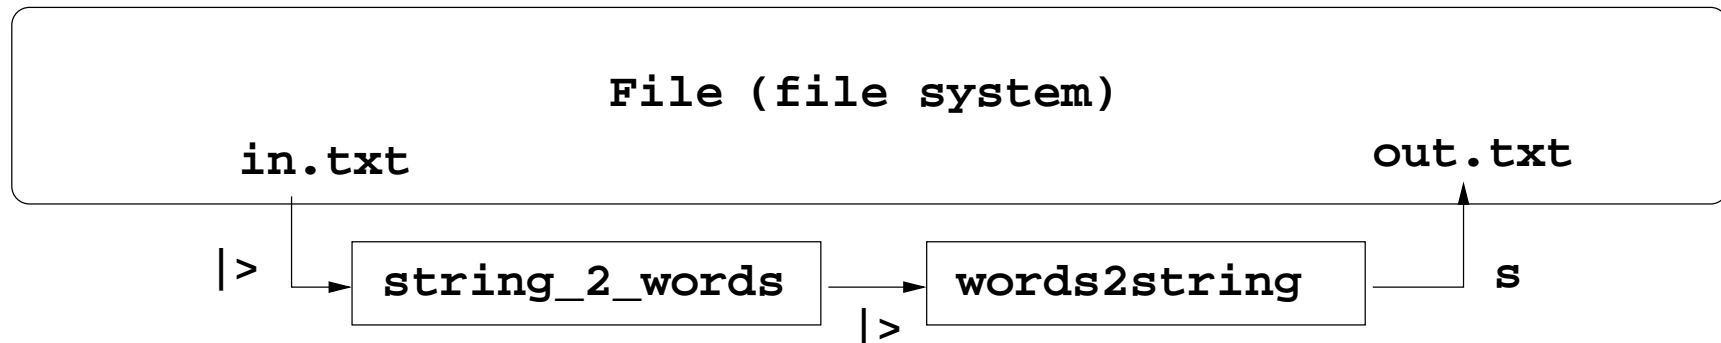 File (file system)
in.txt
out.txt
|>
string_2_words
words2string
s
|>